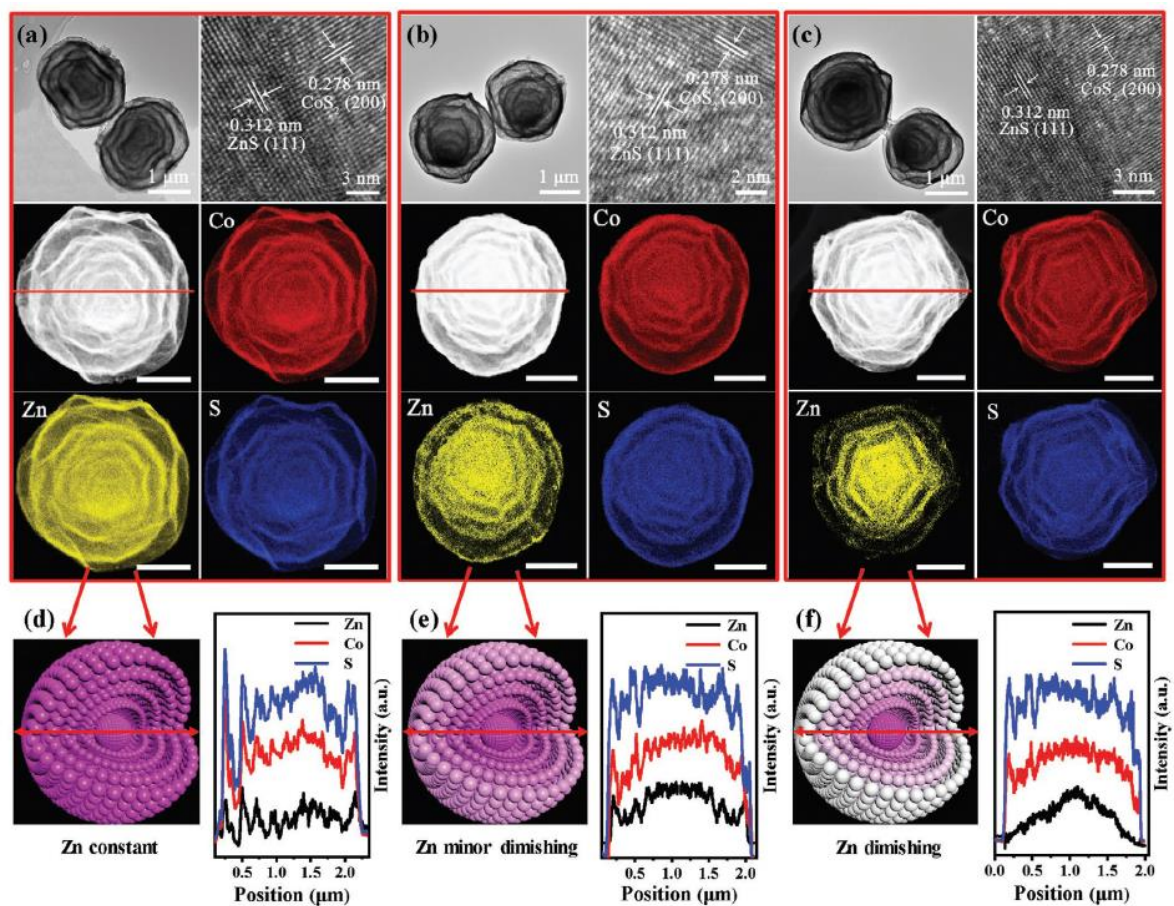 (a)
0.278 nm
CoS₂ (200)
0.312 nm
ZnS (111)
1 μm
3 nm
Co
Zn
S
(b)
0.278 nm
CoS₂ (200)
0.312 nm
ZnS (111)
1 μm
2 nm
Co
Zn
S
(c)
0.278 nm
CoS₂ (200)
0.312 nm
ZnS (111)
1 μm
3 nm
Co
Zn
S
(d)
Zn constant
Zn
Co
S
Intensity (a.u.)
0.5 1.0 1.5 2.0
Position (μm)
(e)
Zn minor dimishing
Zn
Co
S
Intensity (a.u.)
0.5 1.0 1.5 2.0
Position (μm)
(f)
Zn dimishing
Zn
Co
S
Intensity (a.u.)
0.0 0.5 1.0 1.5 2.0
Position (μm)